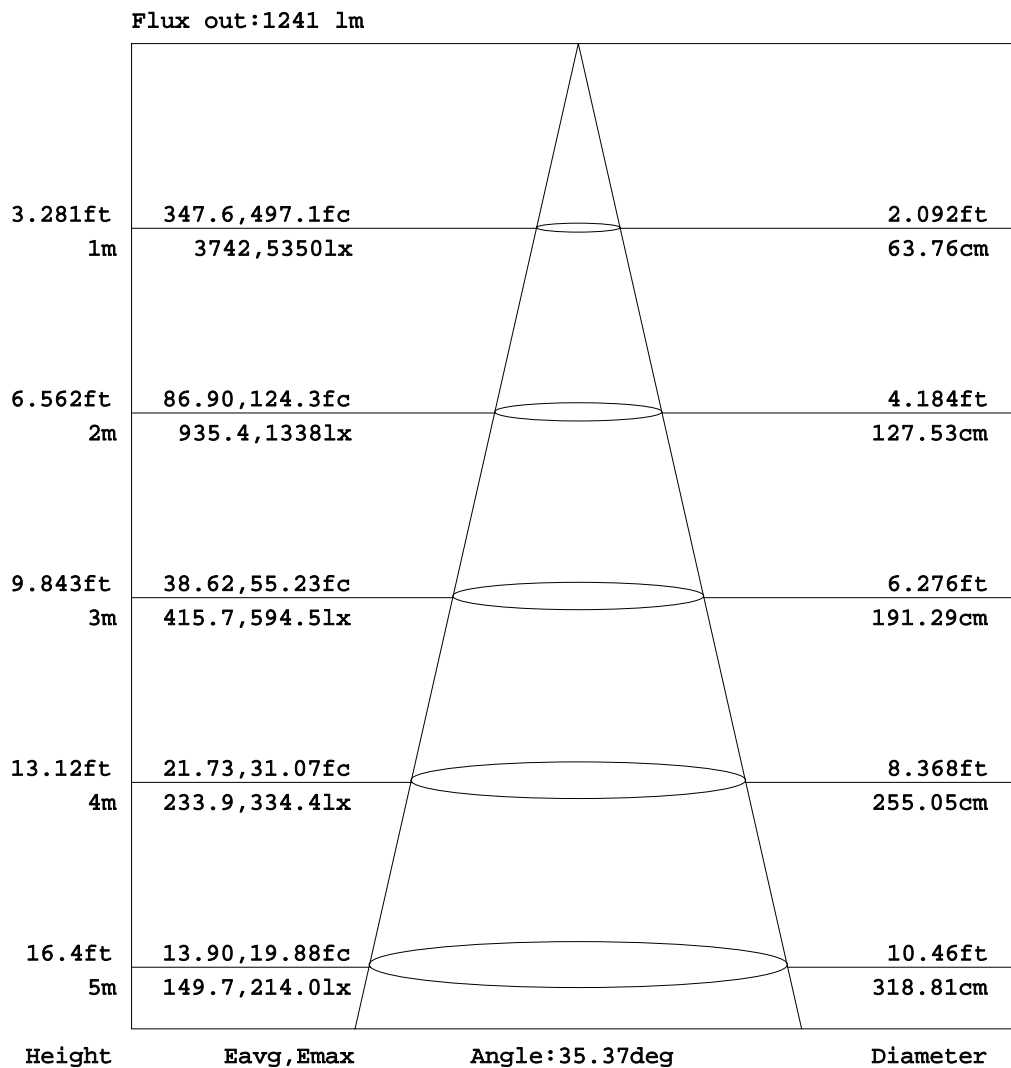 Flux out:1241 lm
3.281ft 347.6,497.1fc 2.092ft
1m 3742,5350lx 63.76cm
6.562ft 86.90,124.3fc 4.184ft
2m 935.4,1338lx 127.53cm
9.843ft 38.62,55.23fc 6.276ft
3m 415.7,594.5lx 191.29cm
13.12ft 21.73,31.07fc 8.368ft
4m 233.9,334.4lx 255.05cm
16.4ft 13.90,19.88fc 10.46ft
5m 149.7,214.0lx 318.81cm
Height Eavg,Emax Angle:35.37deg Diameter